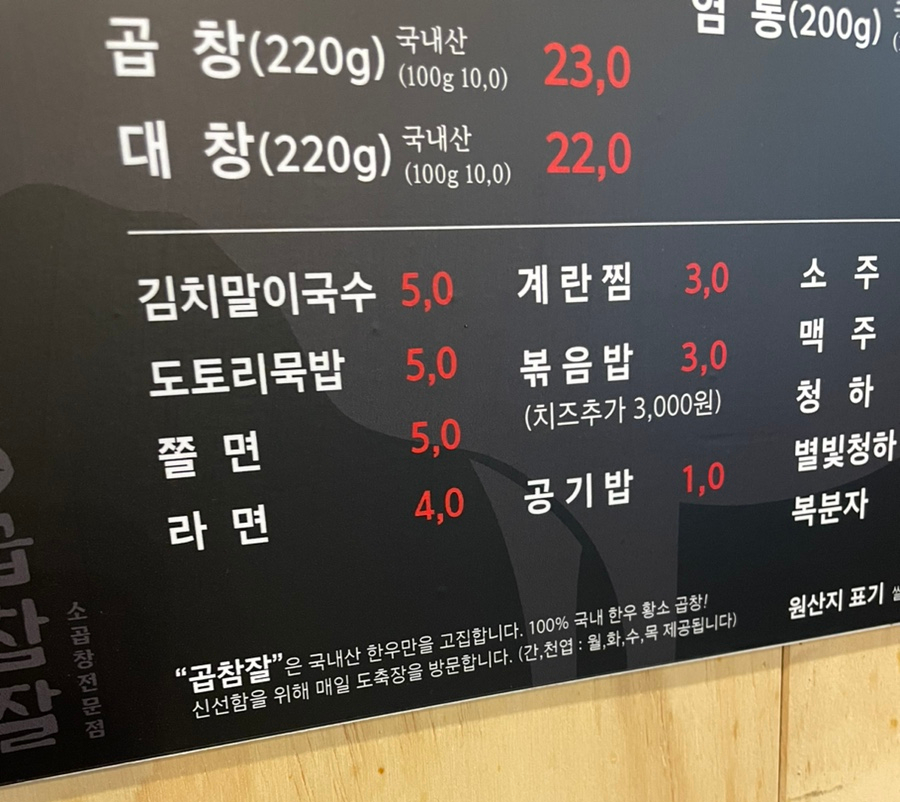 곱 창(220g) 국내산 (100g 10,0) 23,0
염 통(200g)
대 창(220g) 국내산 (100g 10,0) 22,0
김치말이국수 5,0
도토리묵밥 5,0
쫄 면 5,0
라 면 4,0
계란찜 3,0
볶음밥 3,0
(치즈추가 3,000원)
공기밥 1,0
소 주
맥 주
청 하
별빛청하
복분자
원산지 표기
“곱참잘”은 국내산 한우만을 고집합니다. 100% 국내 한우 황소 곱창!
신선함을 위해 매일 도축장을 방문합니다. (간,천엽 : 월,화,수,목 제공됩니다)
곱참잘
소곱창전문점